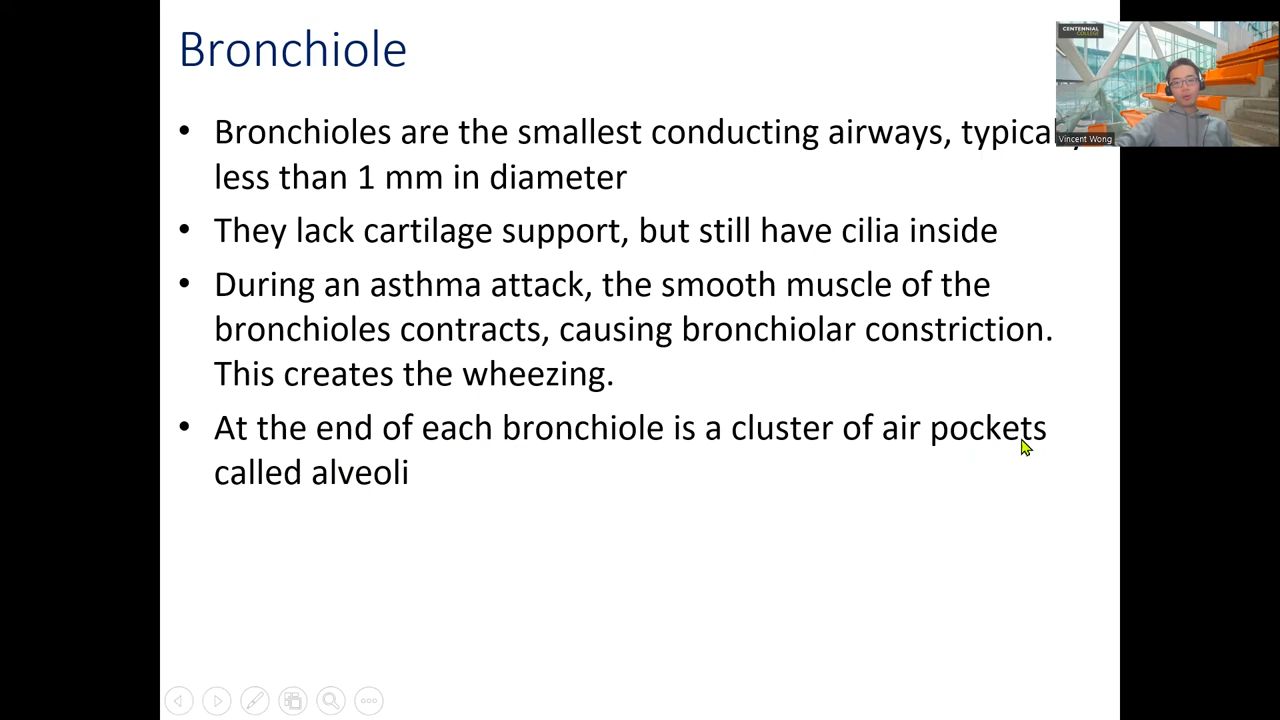 Bronchiole
CENTENNIAL
COLLEGE
• Bronchioles are the smallest conducting airways,
Vincent Wong
less than 1 mm in diameter
• They lack cartilage support, but still have cilia inside
• During an asthma attack, the smooth muscle of the
bronchioles contracts, causing bronchiolar constriction.
This creates the wheezing.
• At the end of each bronchiole is a cluster of air pockets
called alveoli